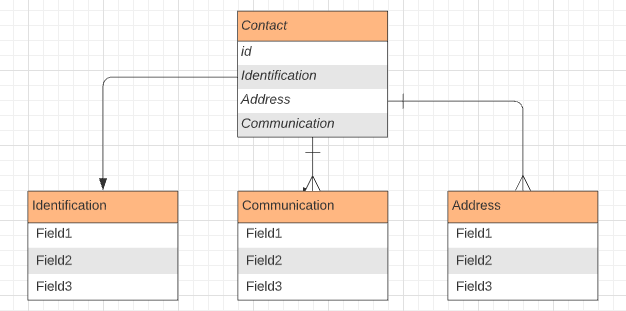 Contact
id
Identification
Address
Communication
Identification
Field1
Field2
Field3
Communication
Field1
Field2
Field3
Address
Field1
Field2
Field3